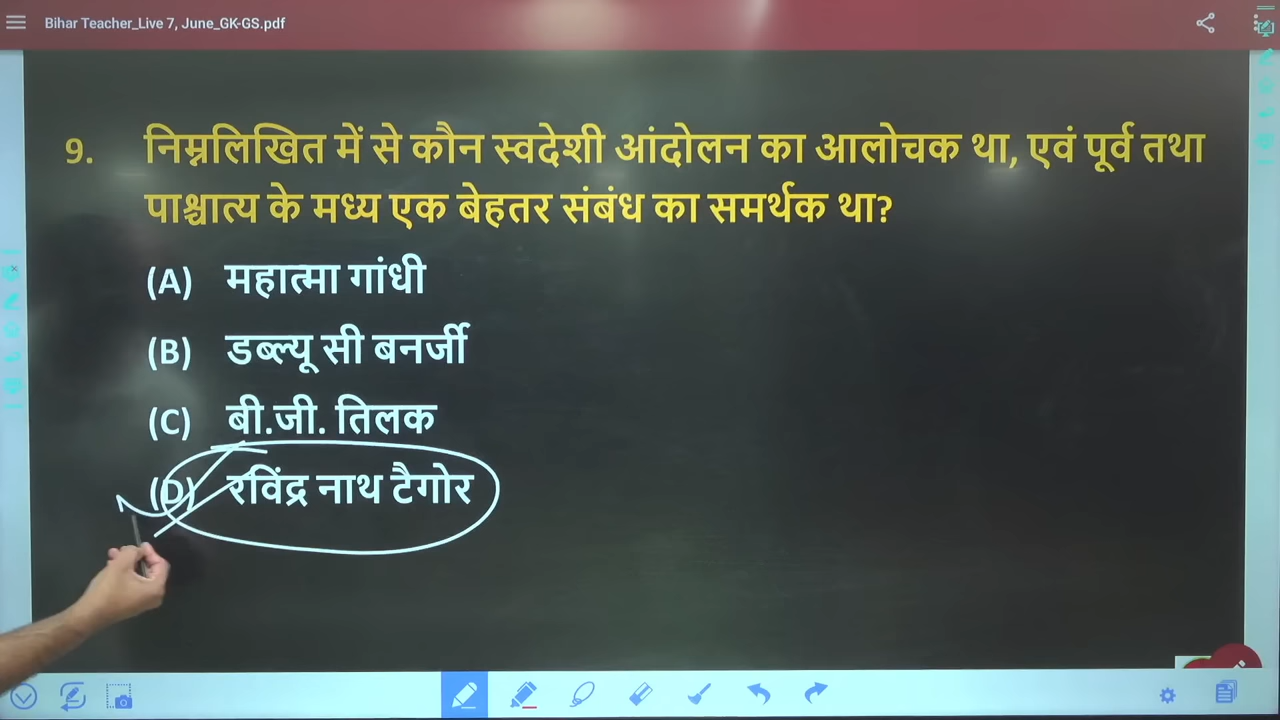 Bihar Teacher_Live 7, June_GK-GS.pdf
9. निम्नलिखित में से कौन स्वदेशी आंदोलन का आलोचक था, एवं पूर्व तथा
पाश्चात्य के मध्य एक बेहतर संबंध का समर्थक था?
(A) महात्मा गांधी
(B) डब्ल्यू सी बनर्जी
(C) बी.जी. तिलक
(D) रविंद्र नाथ टैगोर